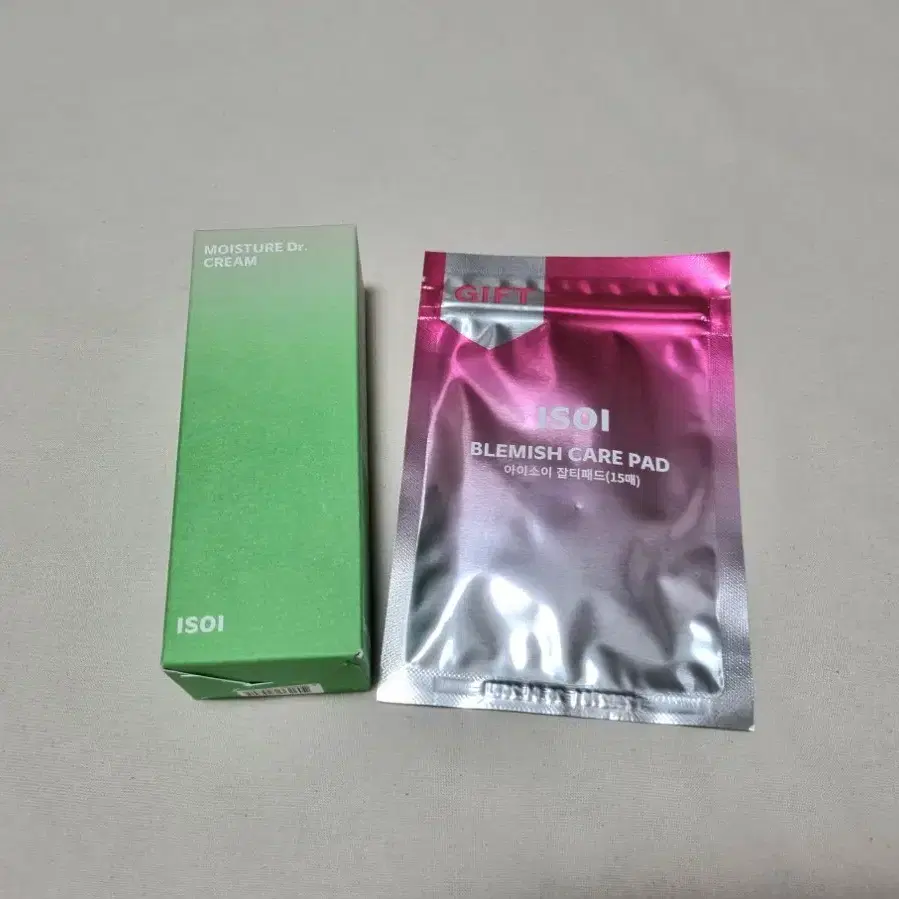 MOISTURE Dr.
CREAM
ISOI
GIFT
ISOI
BLEMISH CARE PAD
아이소이 잡티패드(15매)